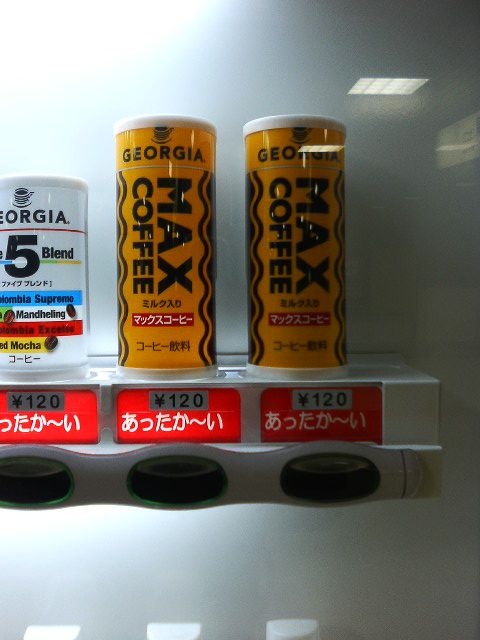 EORGIA
e 5 Blend
[ファイブ ブレンド]
olombia Supremo
Mandheling
olombia Excelso
ed Mocha
コーヒー
GEORGIA
MAX
COFFEE
ミルク入り
マックスコーヒー
コーヒー飲料
GEORGIA
MAX
COFFEE
ミルク入り
マックスコーヒー
コーヒー飲料
¥120
ったか〜い
¥120
あったか〜い
¥120
あったか〜い